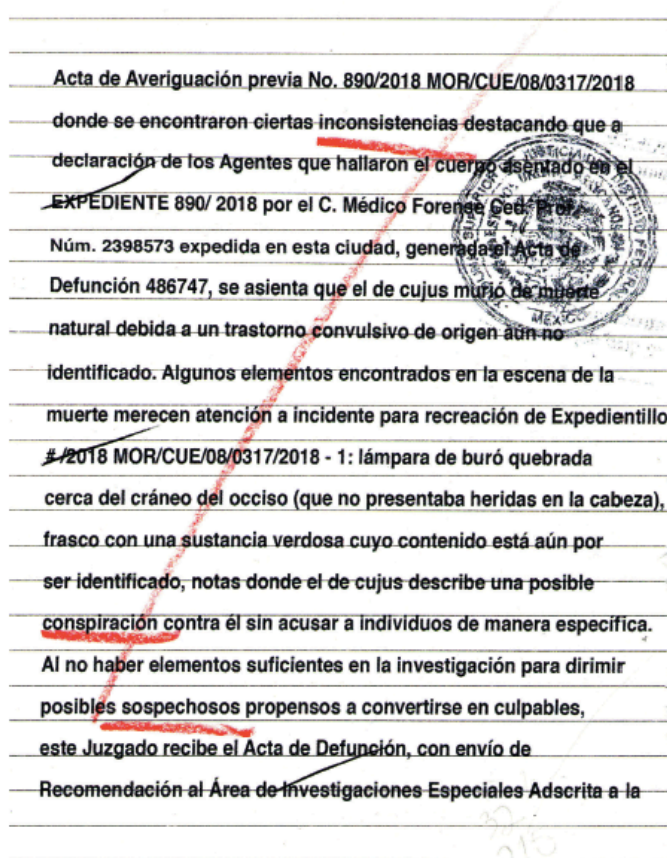 Acta de Averiguación previa No. 890/2018 MOR/CUE/08/0317/2018
donde se encontraron ciertas inconsistencias destacando que a
declaración de los Agentes que hallaron el cuerpo asentado en el
EXPEDIENTE 890/ 2018 por el C. Médico Forense Ced. Prof.
Núm. 2398573 expedida en esta ciudad, generada el Acta de
Defunción 486747, se asienta que el de cujus murió de muerte
natural debida a un trastorno convulsivo de origen aún no
identificado. Algunos elementos encontrados en la escena de la
muerte merecen atención a incidente para recreación de Expedientillo
# /2018 MOR/CUE/08/0317/2018 - 1: lámpara de buró quebrada
cerca del cráneo del occiso (que no presentaba heridas en la cabeza),
frasco con una sustancia verdosa cuyo contenido está aún por
ser identificado, notas donde el de cujus describe una posible
conspiración contra él sin acusar a individuos de manera específica.
Al no haber elementos suficientes en la investigación para dirimir
posibles sospechosos propensos a convertirse en culpables,
este Juzgado recibe el Acta de Defunción, con envío de
Recomendación al Área de Investigaciones Especiales Adscrita a la
MEXICO